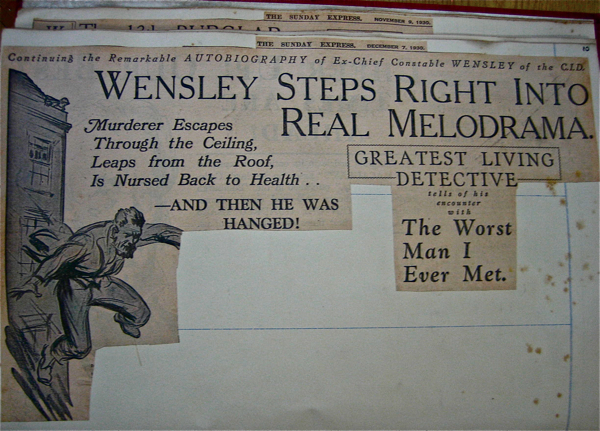 THE SUNDAY EXPRESS. NOVEMBER 9, 1930.
THE SUNDAY EXPRESS. DECEMBER 7, 1930.
10
Continuing the Remarkable AUTOBIOGRAPHY of Ex-Chief Constable WENSLEY of the C.I.D.
WENSLEY STEPS RIGHT INTO
REAL MELODRAMA.
Murderer Escapes
Through the Ceiling,
Leaps from the Roof,
Is Nursed Back to Health . .
—AND THEN HE WAS
HANGED!
GREATEST LIVING
DETECTIVE
tells of his
encounter
with
The Worst
Man I
Ever Met.